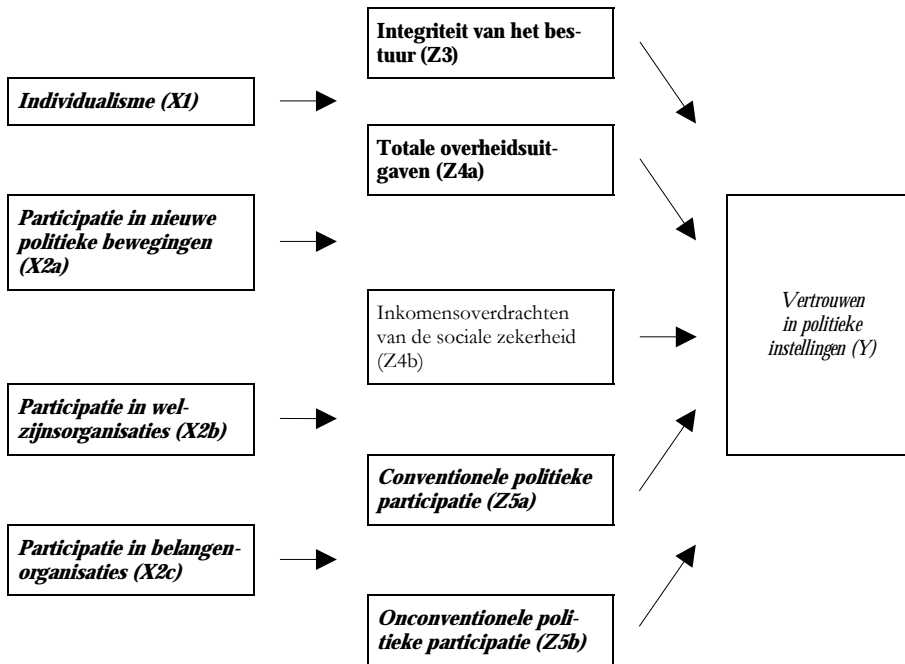 Integriteit van het bes-
tuur (Z3)
Individualisme (X1)
Totale overheidsuit-
gaven (Z4a)
Participatie in nieuwe
politieke bewegingen
(X2a)
Inkomensoverdrachten
van de sociale zekerheid
(Z4b)
Vertrouwen
in politieke
instellingen (Y)
Participatie in wel-
zijnsorganisaties (X2b)
Conventionele politieke
participatie (Z5a)
Participatie in belangen-
organisaties (X2c)
Onconventionele poli-
tieke participatie (Z5b)